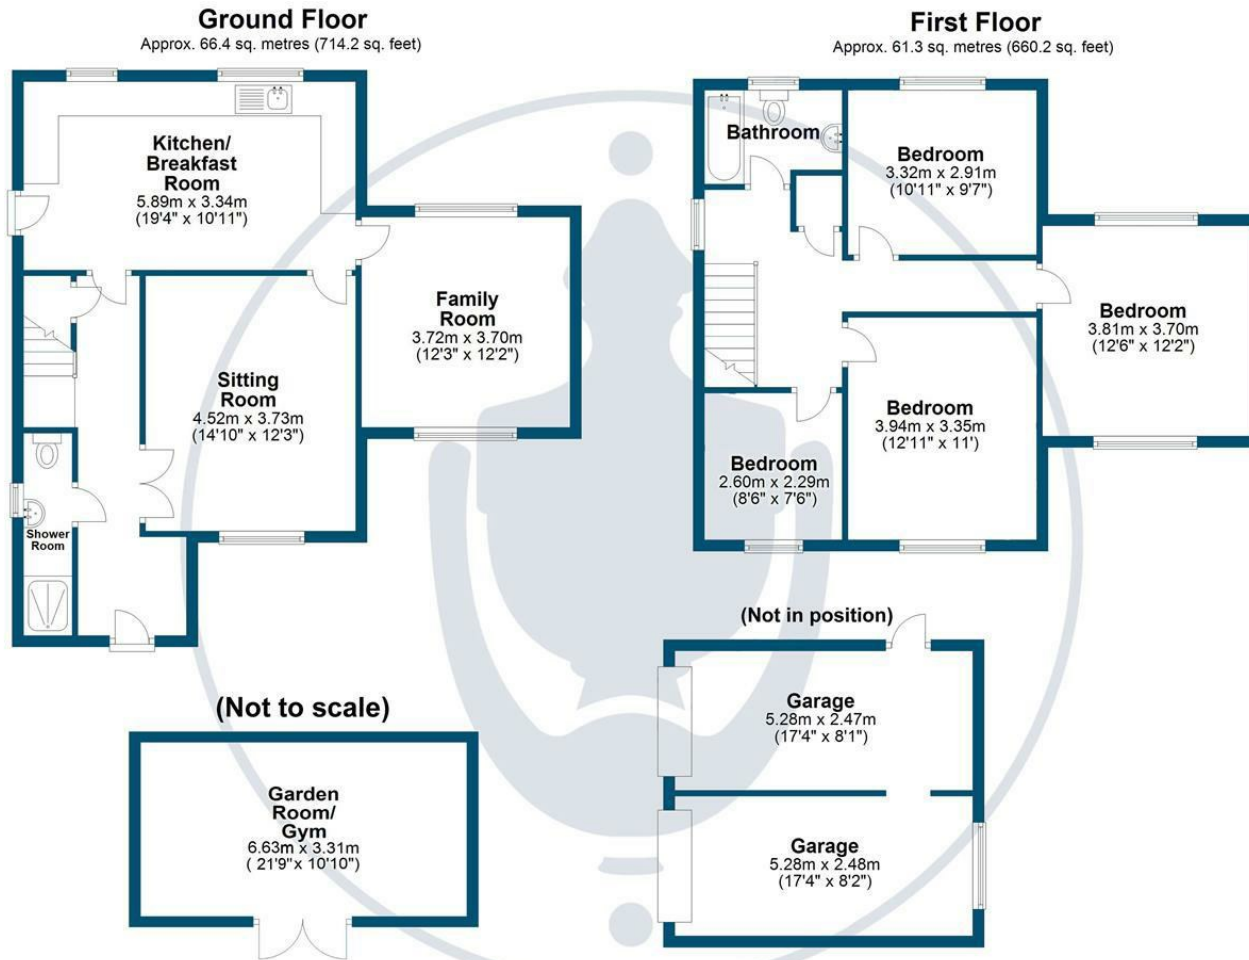 Ground Floor
Approx. 66.4 sq. metres (714.2 sq. feet)
Kitchen/
Breakfast
Room
5.89m x 3.34m
(19'4" x 10'11")
Family
Room
3.72m x 3.70m
(12'3" x 12'2")
Sitting
Room
4.52m x 3.73m
(14'10" x 12'3")
Shower
Room
First Floor
Approx. 61.3 sq. metres (660.2 sq. feet)
Bathroom
Bedroom
3.32m x 2.91m
(10'11" x 9'7")
Bedroom
3.81m x 3.70m
(12'6" x 12'2")
Bedroom
3.94m x 3.35m
(12'11" x 11')
Bedroom
2.60m x 2.29m
(8'6" x 7'6")
(Not in position)
Garage
5.28m x 2.47m
(17'4" x 8'1")
Garage
5.28m x 2.48m
(17'4" x 8'2")
(Not to scale)
Garden
Room/
Gym
6.63m x 3.31m
( 21'9"x 10'10")